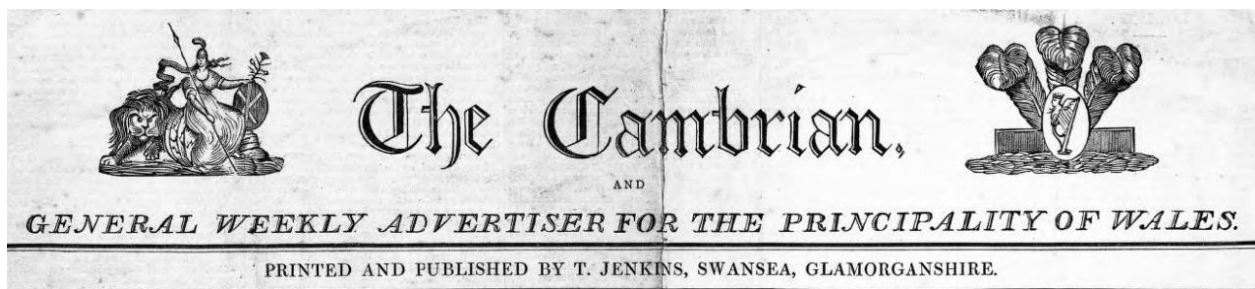 The Cambrian,
AND
GENERAL WEEKLY ADVERTISER FOR THE PRINCIPALITY OF WALES.
PRINTED AND PUBLISHED BY T. JENKINS, SWANSEA, GLAMORGANSHIRE.